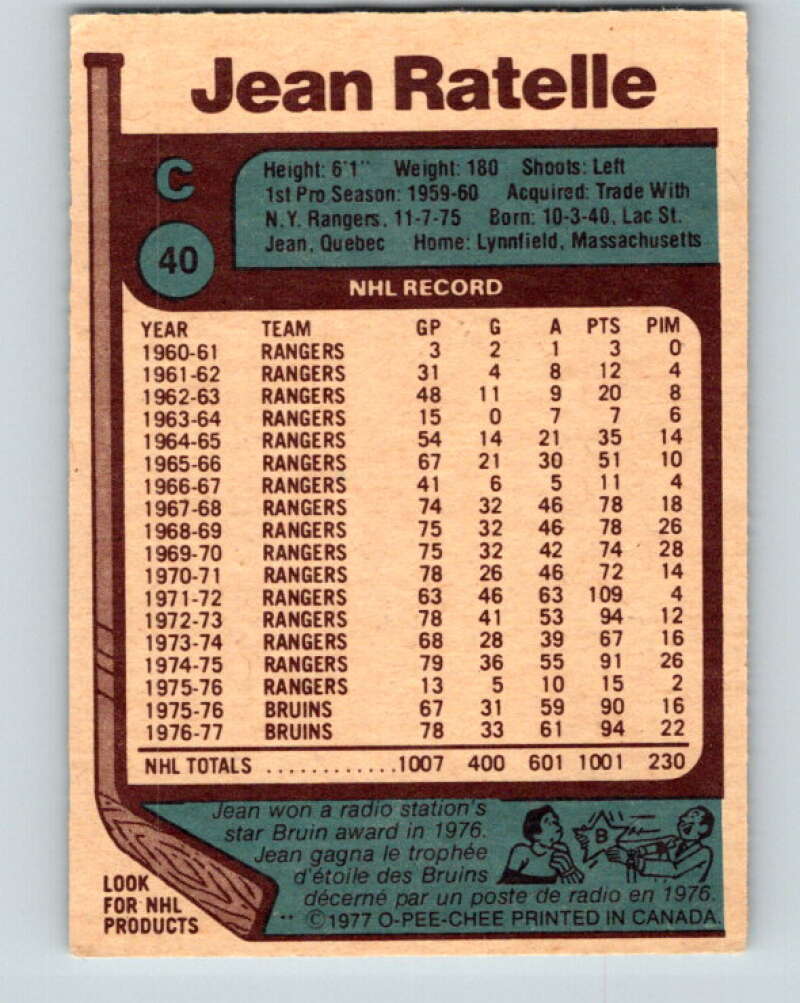 Jean Ratelle
C
40
Height: 6'1" Weight: 180 Shoots: Left
1st Pro Season: 1959-60 Acquired: Trade With
N.Y. Rangers, 11-7-75 Born: 10-3-40, Lac St.
Jean, Quebec Home: Lynnfield, Massachusetts
NHL RECORD
YEAR TEAM GP G A PTS PIM
1960-61 RANGERS 3 2 1 3 0
1961-62 RANGERS 31 4 8 12 4
1962-63 RANGERS 48 11 9 20 8
1963-64 RANGERS 15 0 7 7 6
1964-65 RANGERS 54 14 21 35 14
1965-66 RANGERS 67 21 30 51 10
1966-67 RANGERS 41 6 5 11 4
1967-68 RANGERS 74 32 46 78 18
1968-69 RANGERS 75 32 46 78 26
1969-70 RANGERS 75 32 42 74 28
1970-71 RANGERS 78 26 46 72 14
1971-72 RANGERS 63 46 63 109 4
1972-73 RANGERS 78 41 53 94 12
1973-74 RANGERS 68 28 39 67 16
1974-75 RANGERS 79 36 55 91 26
1975-76 RANGERS 13 5 10 15 2
1975-76 BRUINS 67 31 59 90 16
1976-77 BRUINS 78 33 61 94 22
NHL TOTALS ............1007 400 601 1001 230
Jean won a radio station's
star Bruin award in 1976.
Jean gagna le trophée
d'étoile des Bruins
décerné par un poste de radio en 1976.
B
LOOK
FOR NHL
PRODUCTS
** ©1977 O-PEE-CHEE PRINTED IN CANADA.